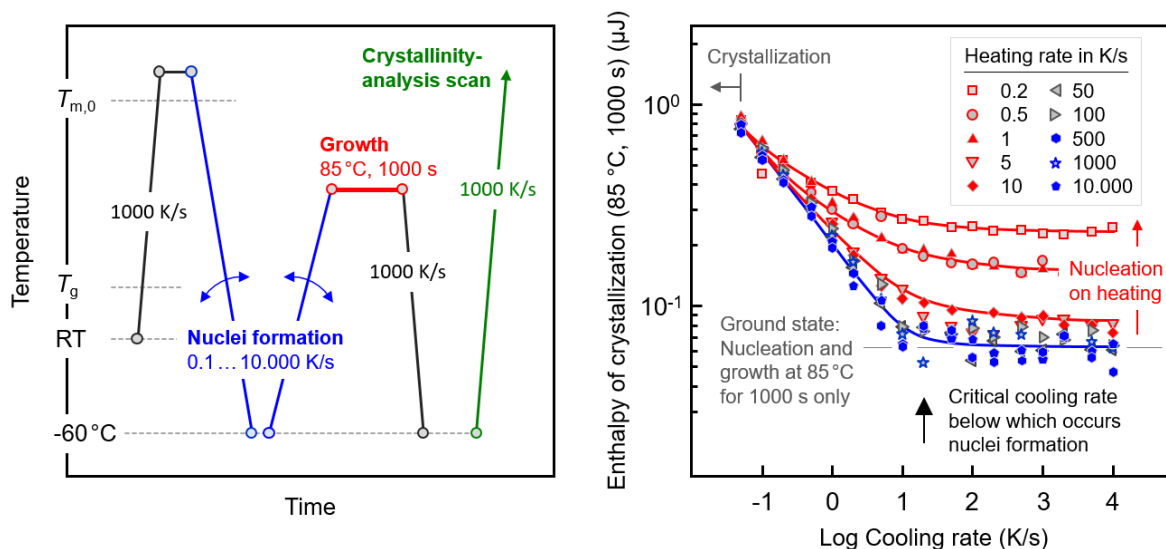 Temperature
T_m,0
T_g
RT
-60 °C
1000 K/s
Nuclei formation
0.1 … 10.000 K/s
Growth
85 °C, 1000 s
1000 K/s
Crystallinity-
analysis scan
1000 K/s
Time
Enthalpy of crystallization (85 °C, 1000 s) (µJ)
10⁰
10⁻¹
Crystallization
Heating rate in K/s
0.2 50
0.5 100
1 500
5 1000
10 10.000
Nucleation
on heating
Ground state:
Nucleation and
growth at 85 °C
for 1000 s only
Critical cooling rate
below which occurs
nuclei formation
-1 0 1 2 3 4
Log Cooling rate (K/s)